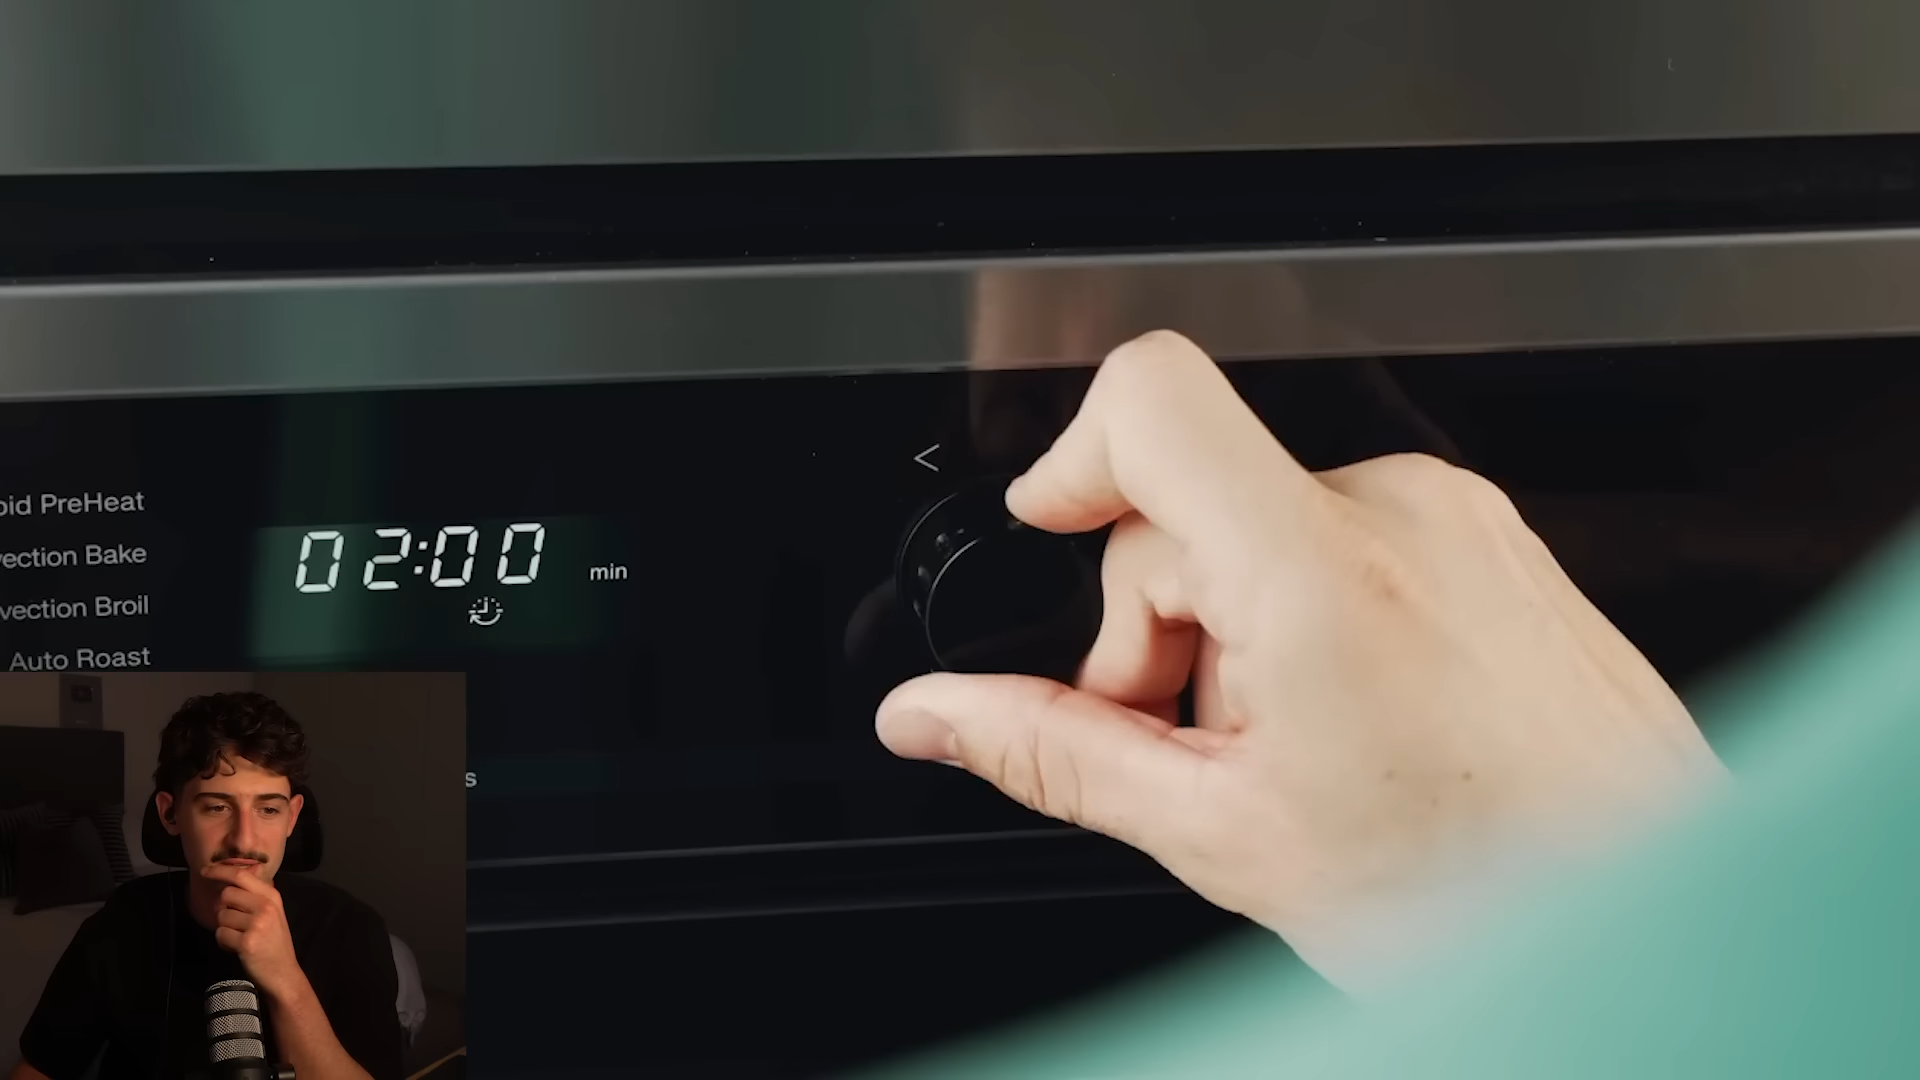 oid PreHeat
vection Bake
vection Broil
Auto Roast
02:00 min
<
s